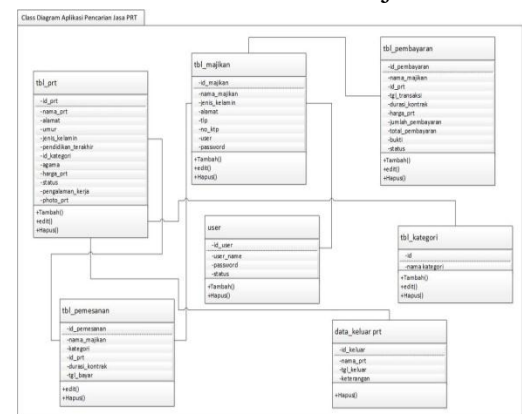 Class Diagram Aplikasi Pencarian Jasa PRT
tbl_prt
-id_prt
-nama_prt
-alamat
-umur
-jenis_kelamin
-pendidikan_terakhir
-id_kategori
-agama
-harga_prt
-status
-pengalaman_kerja
-photo_prt
+Tambah()
+edit()
+Hapus()
tbl_majikan
-id_majikan
-nama_majikan
-jenis_kelamin
-alamat
-tlp
-no_ktp
-user
-password
+Tambah()
+edit()
+Hapus()
tbl_pembayaran
-id_pembayaran
-nama_majikan
-id_prt
-tgl_transaksi
-durasi_kontrak
-harga_prt
-jumlah_pembayaran
-total_pembayaran
-bukti
-status
+Tambah()
+edit()
+Hapus()
user
-id_user
-user_name
-password
-status
+Tambah()
+Hapus()
tbl_kategori
-id
-nama kategori
+Tambah()
+edit()
+Hapus()
tbl_pemesanan
-id_pemesanan
-nama_majikan
-kategori
-id_prt
-durasi_kontrak
-tgl_bayar
+edit()
+Hapus()
data_keluar prt
-id_keluar
-nama_prt
-tgl_keluar
-keterangan
+Hapus()